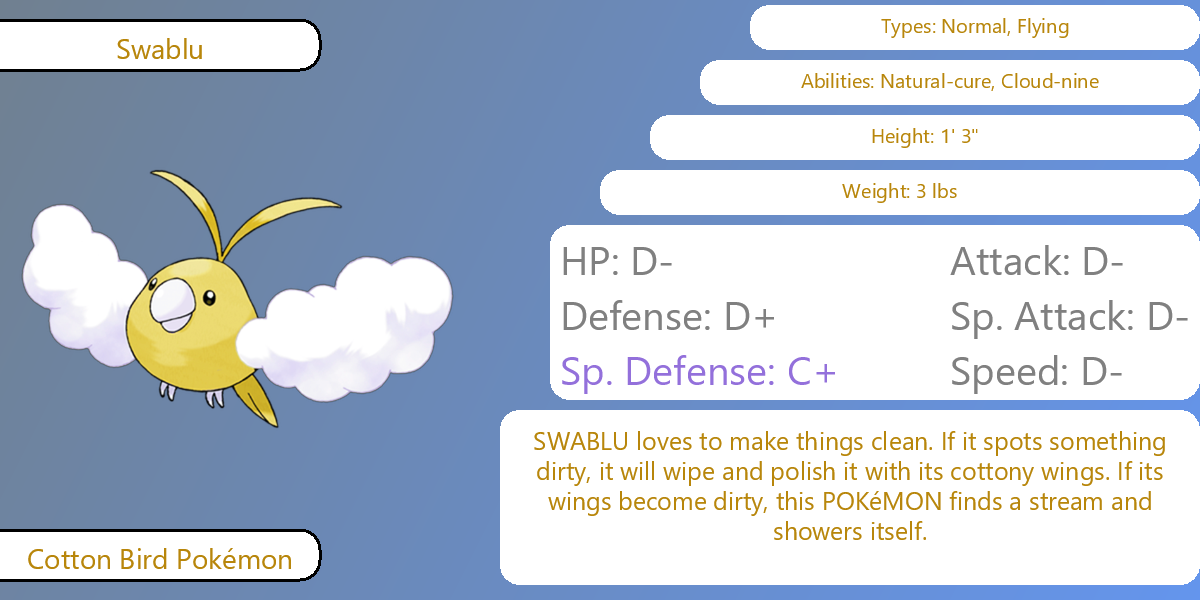 Swablu
Types: Normal, Flying
Abilities: Natural-cure, Cloud-nine
Height: 1' 3"
Weight: 3 lbs
HP: D-
Attack: D-
Defense: D+
Sp. Attack: D-
Sp. Defense: C+
Speed: D-
SWABLU loves to make things clean. If it spots something
dirty, it will wipe and polish it with its cottony wings. If its
wings become dirty, this POKéMON finds a stream and
showers itself.
Cotton Bird Pokémon